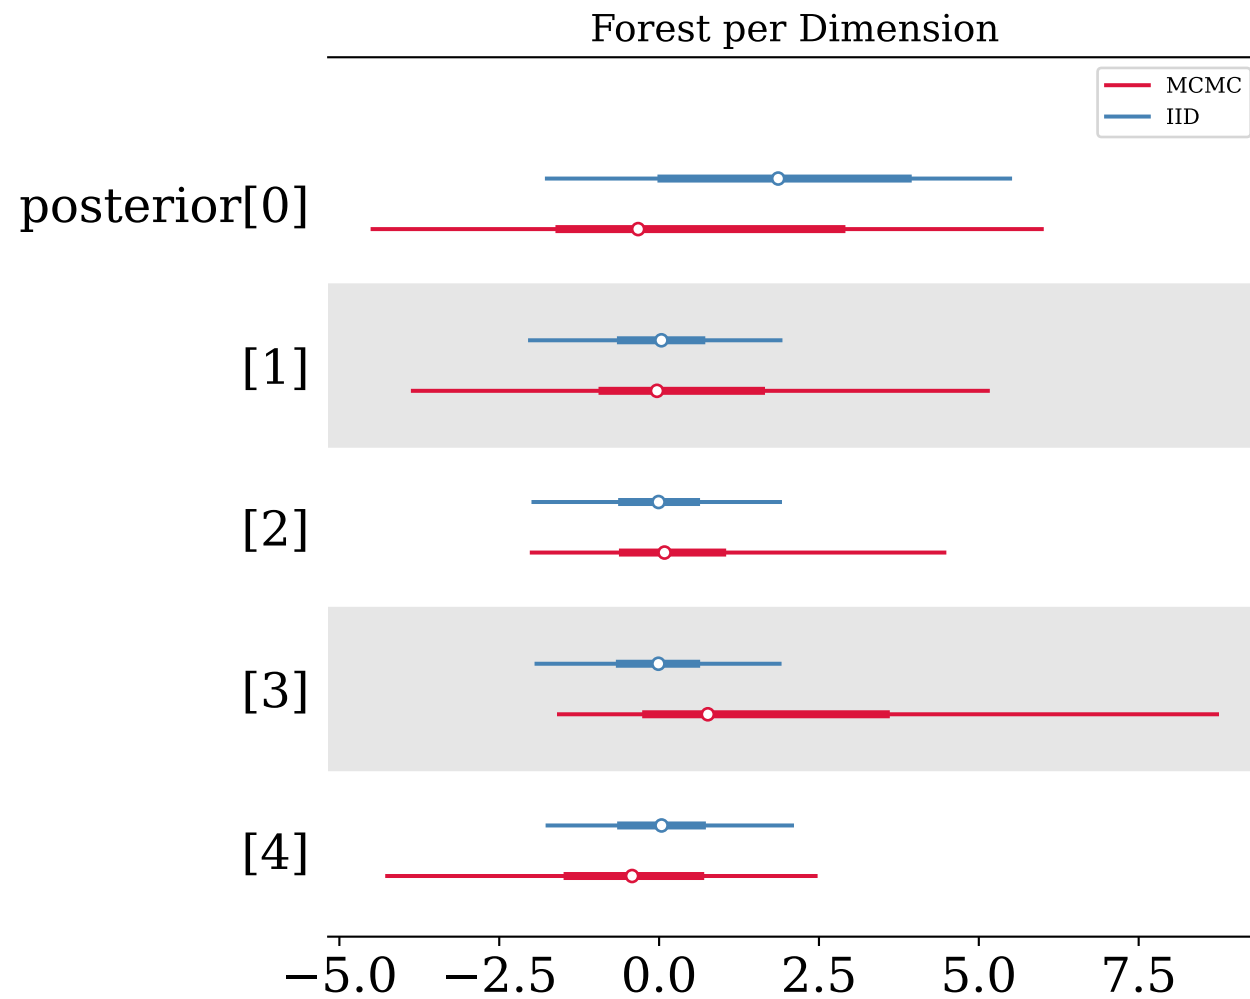 Forest per Dimension
MCMC
IID
posterior[0]
[1]
[2]
[3]
[4]
−5.0 −2.5 0.0 2.5 5.0 7.5